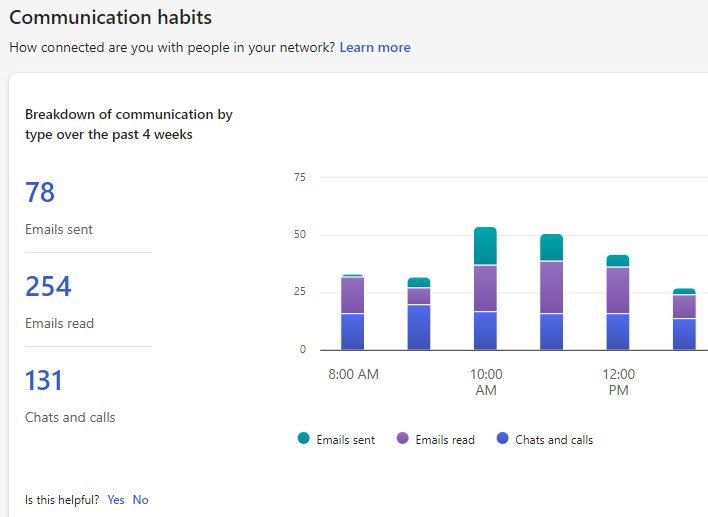 Communication habits
How connected are you with people in your network? Learn more
Breakdown of communication by
type over the past 4 weeks
78
Emails sent
254
Emails read
131
Chats and calls
75
50
25
0
8:00 AM
10:00
AM
12:00
PM
Emails sent
Emails read
Chats and calls
Is this helpful? Yes No